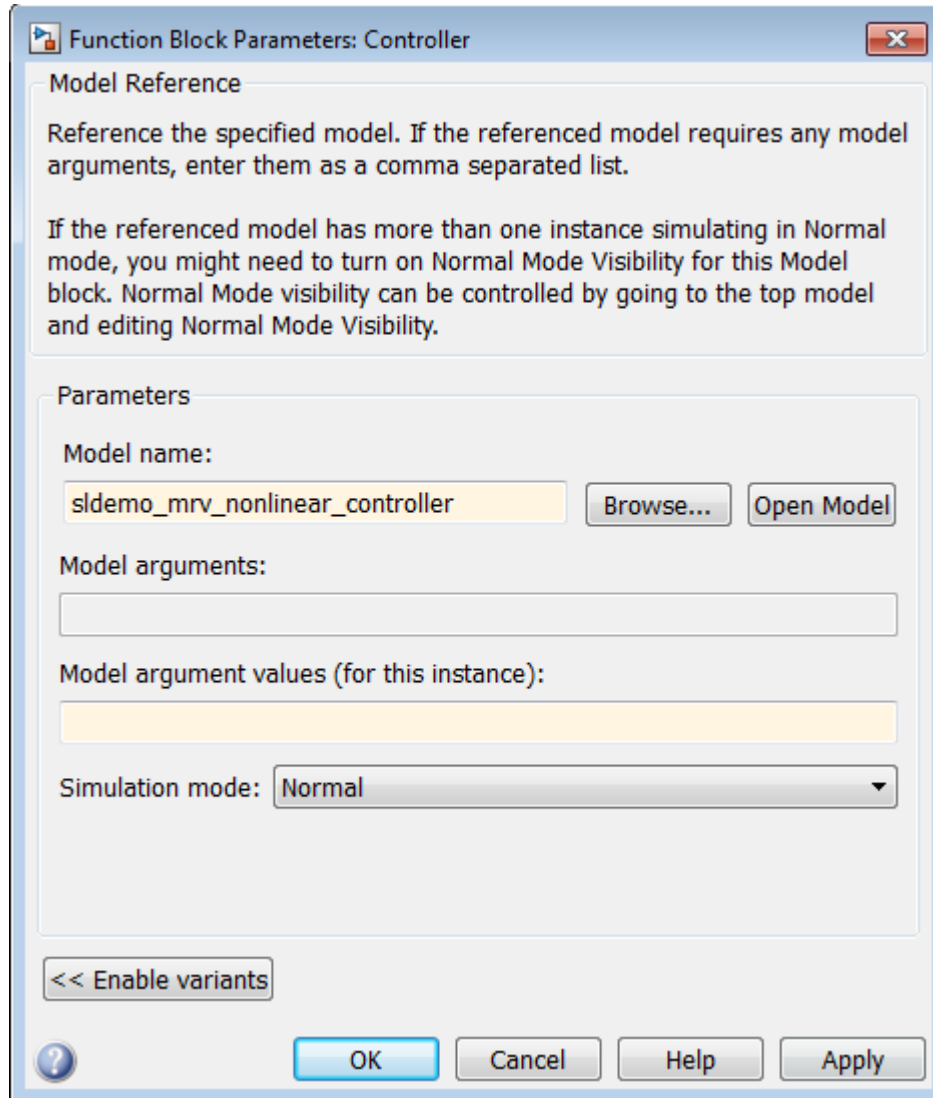 Function Block Parameters: Controller
Model Reference
Reference the specified model. If the referenced model requires any model
arguments, enter them as a comma separated list.
If the referenced model has more than one instance simulating in Normal
mode, you might need to turn on Normal Mode Visibility for this Model
block. Normal Mode visibility can be controlled by going to the top model
and editing Normal Mode Visibility.
Parameters
Model name:
sldemo_mrv_nonlinear_controller Browse... Open Model
Model arguments:
Model argument values (for this instance):
Simulation mode: Normal
<< Enable variants
? OK Cancel Help Apply